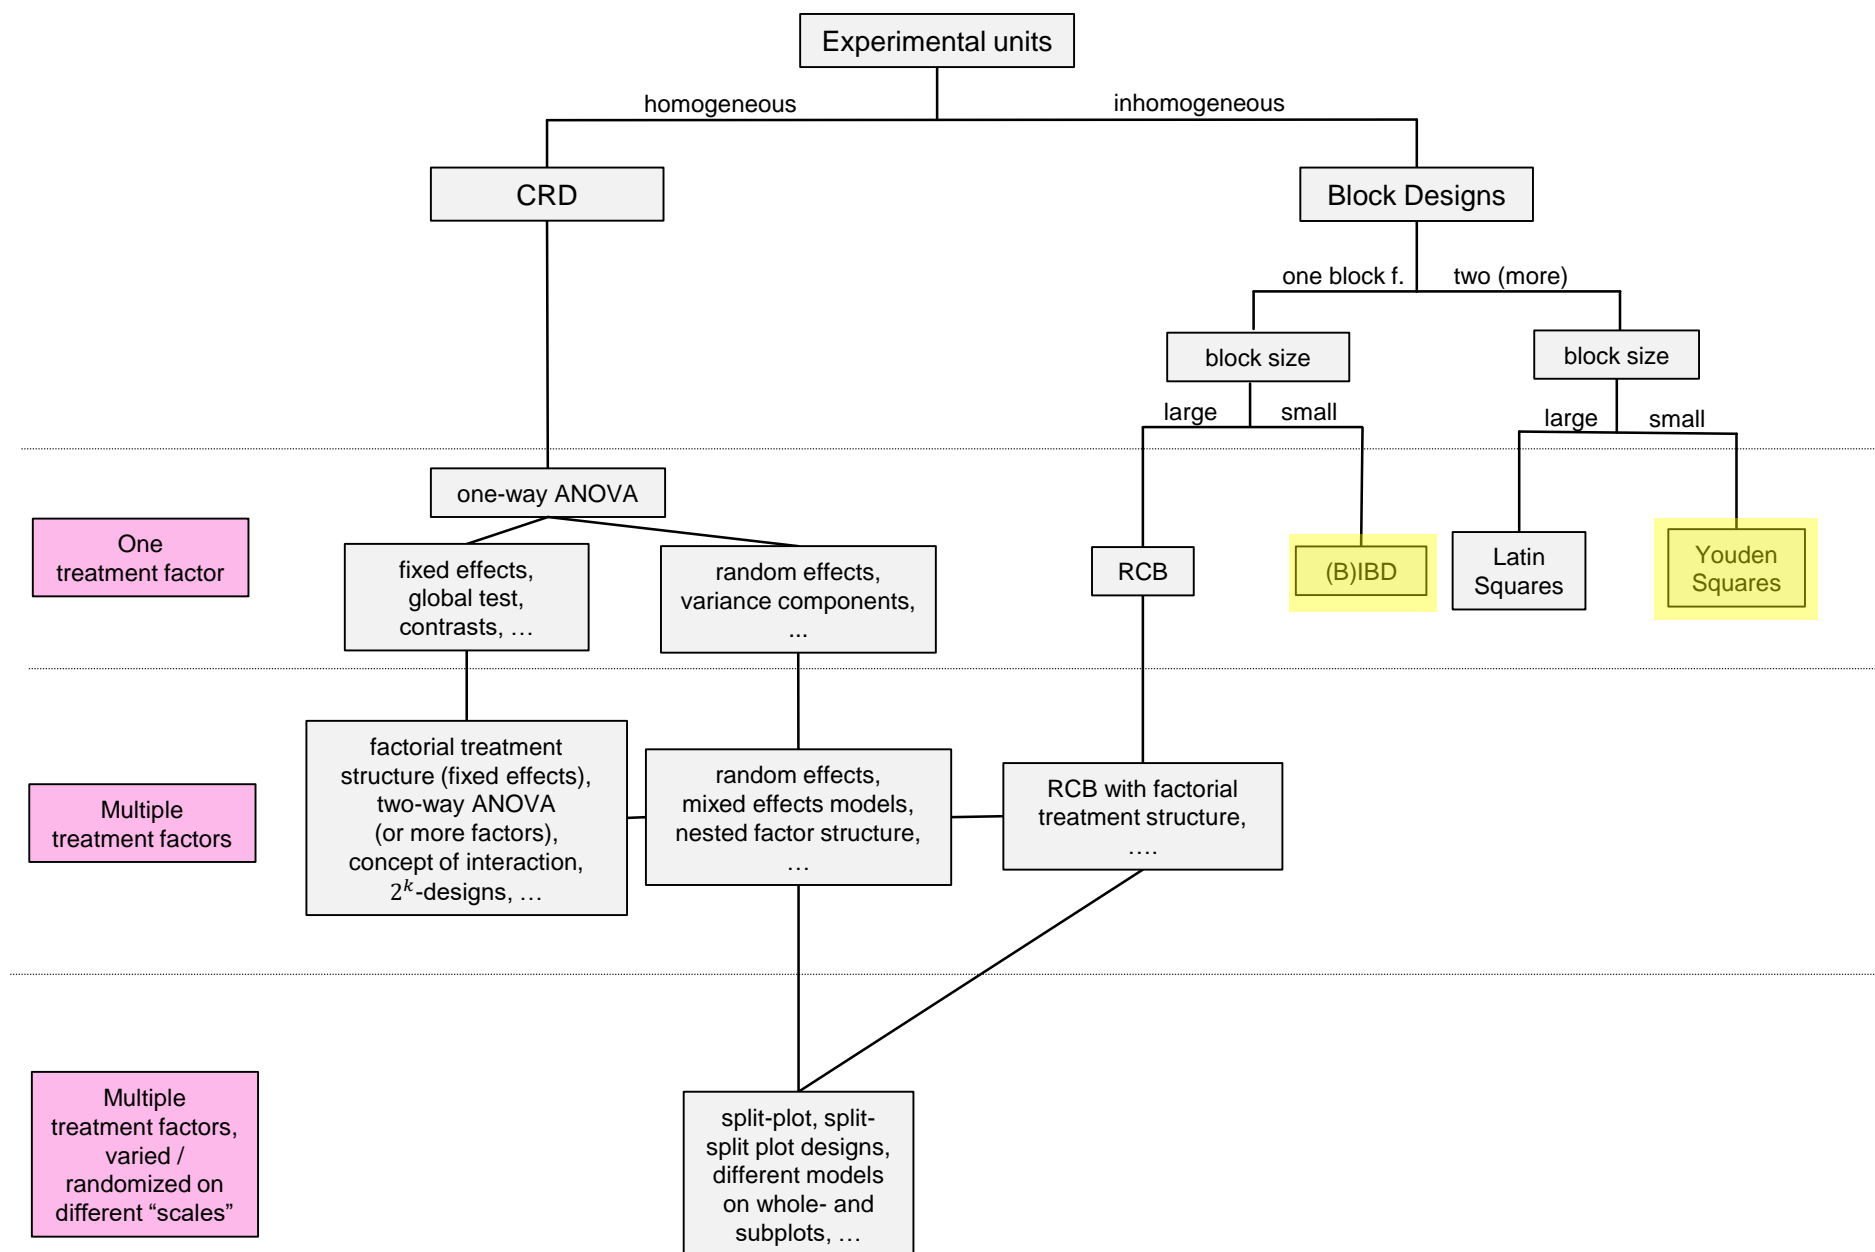 Experimental units
homogeneous
inhomogeneous
CRD
Block Designs
one block f.
two (more)
block size
block size
large
small
large
small
one-way ANOVA
One
treatment factor
fixed effects,
global test,
contrasts, …
random effects,
variance components,
...
RCB
(B)IBD
Latin
Squares
Youden
Squares
Multiple
treatment factors
factorial treatment
structure (fixed effects),
two-way ANOVA
(or more factors),
concept of interaction,
2ᵏ-designs, …
random effects,
mixed effects models,
nested factor structure,
…
RCB with factorial
treatment structure,
….
Multiple
treatment factors,
varied /
randomized on
different “scales”
split-plot, split-
split plot designs,
different models
on whole- and
subplots, …